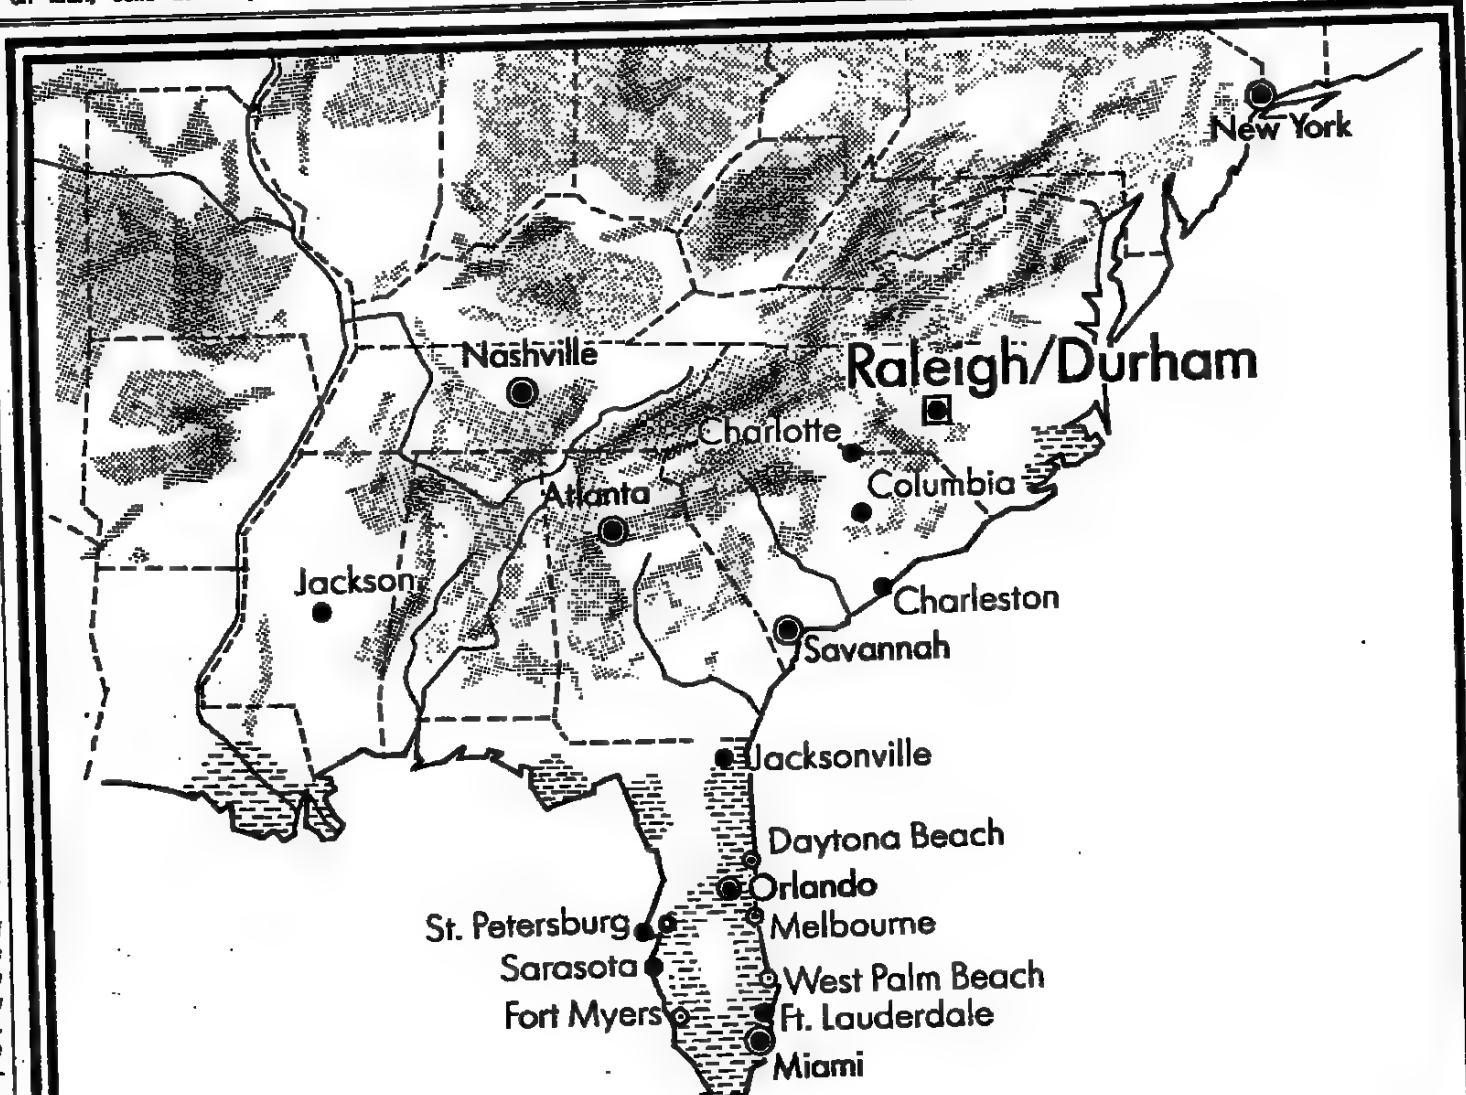 New York
Nashville
Raleigh/Durham
Charlotte
Columbia
Atlanta
Jackson
Charleston
Savannah
Jacksonville
Daytona Beach
Orlando
St. Petersburg
Melbourne
Sarasota
West Palm Beach
Fort Myers
Ft. Lauderdale
Miami